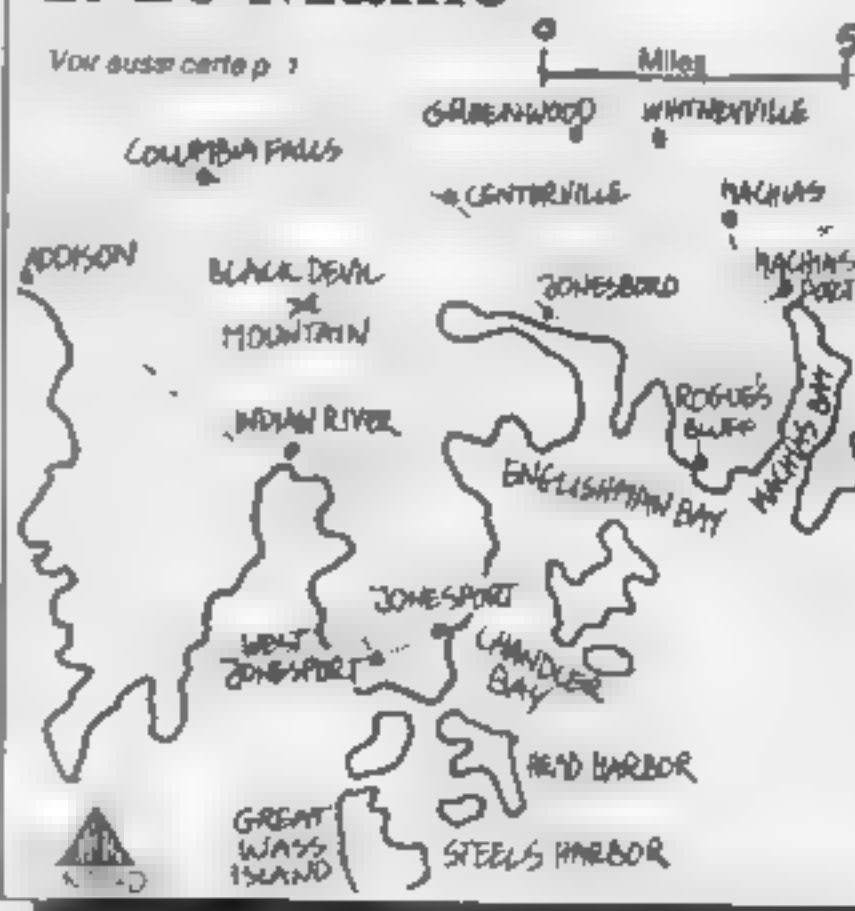 Voir aussi carte p.
0
Miles
GREENWOOD
WHITNEYVILLE
COLUMBIA FALLS
CENTERVILLE
MACHIAS
ADDISON
BLACK DEVIL
MOUNTAIN
JONESBORO
MACHIAS
PORT
INDIAN RIVER
ROGUE'S
BLUFF
MACHIAS BAY
ENGLISHMAN BAY
JONESPORT
WEST
JONESPORT
CHANDLER
BAY
HEAD HARBOR
GREAT
WASS
ISLAND
STEELS HARBOR